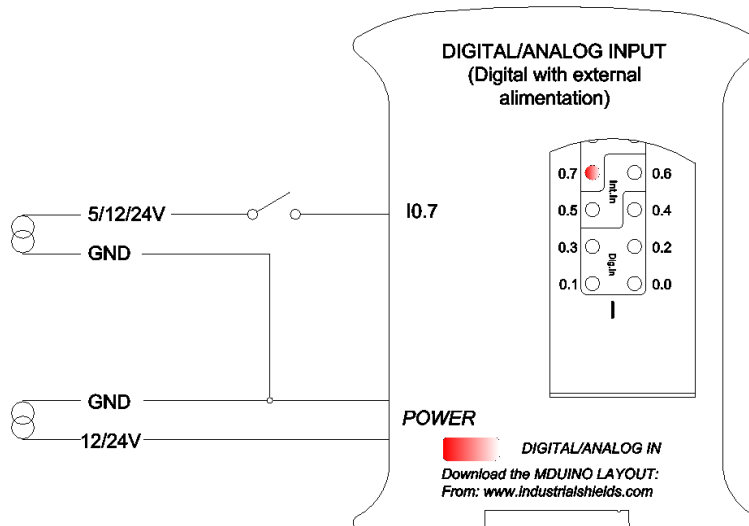 DIGITAL/ANALOG INPUT
(Digital with external
alimentation)
0.7 Int.In 0.6
5/12/24V I0.7
0.5 0.4
GND
0.3 Dig.In 0.2
0.1 0.0
I
GND
POWER
12/24V
DIGITAL/ANALOG IN
Download the MDUINO LAYOUT:
From: www.industrialshields.com